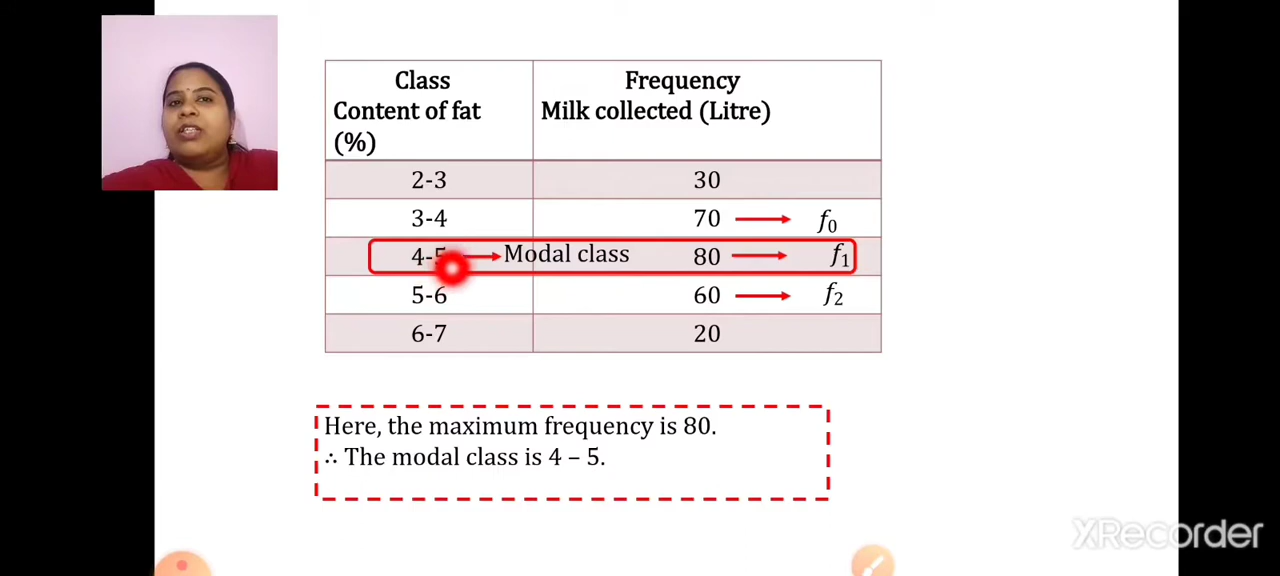 Class
Content of fat
(%)
Frequency
Milk collected (Litre)
2-3 30
3-4 70 f₀
4-5 Modal class 80 f₁
5-6 60 f₂
6-7 20
Here, the maximum frequency is 80.
∴ The modal class is 4 – 5.
XRecorder